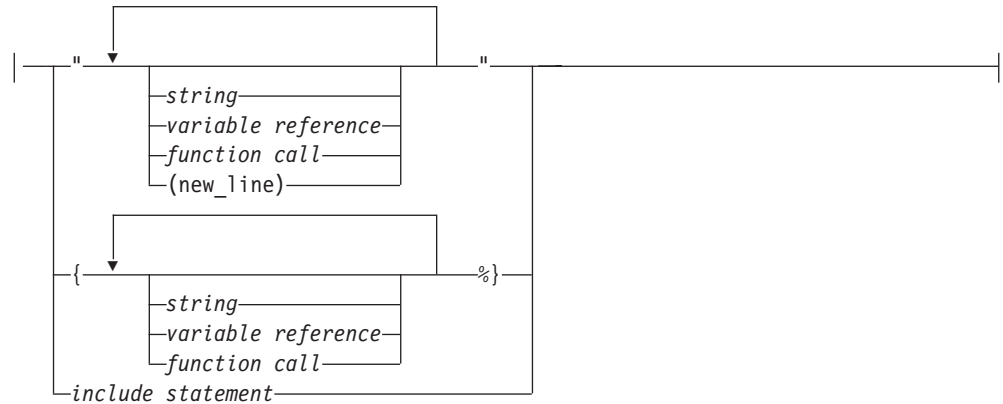 " "
string
variable reference
function call
(new_line)
{ %}
string
variable reference
function call
include statement